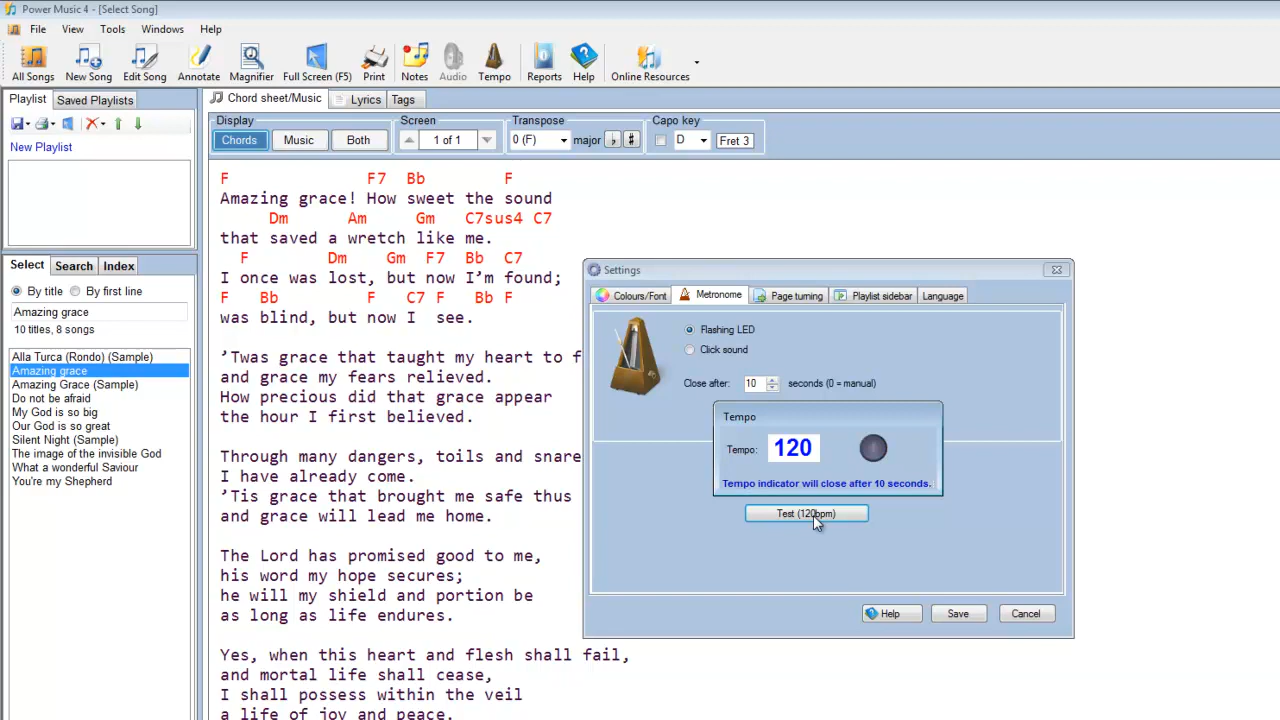 Power Music 4 - [Select Song]
File View Tools Windows Help
All Songs New Song Edit Song Annotate Magnifier Full Screen (F5) Print Notes Audio Tempo Reports Help Online Resources
Playlist Saved Playlists
New Playlist
Select Search Index
By title By first line
Amazing grace
10 titles, 8 songs
Alla Turca (Rondo) (Sample)
Amazing grace
Amazing Grace (Sample)
Do not be afraid
My God is so big
Our God is so great
Silent Night (Sample)
The image of the invisible God
What a wonderful Saviour
You're my Shepherd
Chord sheet/Music Lyrics Tags
Display Screen Transpose Capo key
Chords Music Both 1 of 1 0 (F) major ♭ ♯ D Fret 3
F F7 Bb F
Amazing grace! How sweet the sound
Dm Am Gm C7sus4 C7
that saved a wretch like me.
F Dm Gm F7 Bb C7
I once was lost, but now I'm found;
F Bb F C7 F Bb F
was blind, but now I see.
'Twas grace that taught my heart to f
and grace my fears relieved.
How precious did that grace appear
the hour I first believed.
Through many dangers, toils and snare
I have already come.
'Tis grace that brought me safe thus
and grace will lead me home.
The Lord has promised good to me,
his word my hope secures;
he will my shield and portion be
as long as life endures.
Yes, when this heart and flesh shall fail,
and mortal life shall cease,
I shall possess within the veil
a life of joy and peace.
Settings
Colours/Font Metronome Page turning Playlist sidebar Language
Flashing LED
Click sound
Close after: 10 seconds (0 = manual)
Tempo
Tempo: 120
Tempo indicator will close after 10 seconds.
Test (120bpm)
Help Save Cancel